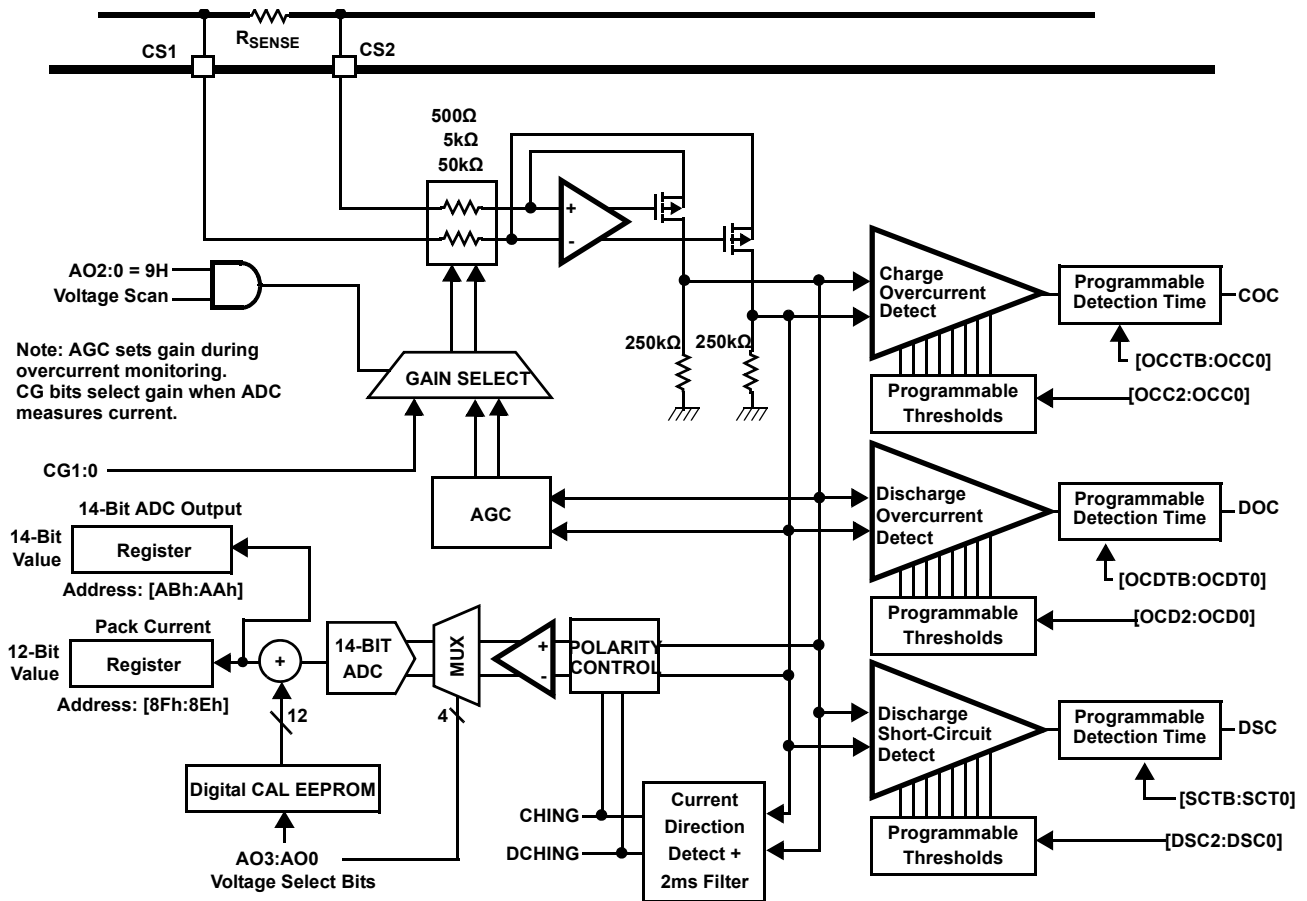 RSENSE
CS1
CS2
500Ω
5kΩ
50kΩ
+
-
AO2:0 = 9H
Voltage Scan
Note: AGC sets gain during
overcurrent monitoring.
CG bits select gain when ADC
measures current.
GAIN SELECT
250kΩ
250kΩ
CG1:0
AGC
Charge
Overcurrent
Detect
Programmable
Detection Time
COC
[OCCTB:OCC0]
Programmable
Thresholds
[OCC2:OCC0]
Discharge
Overcurrent
Detect
Programmable
Detection Time
DOC
[OCDTB:OCDT0]
Programmable
Thresholds
[OCD2:OCD0]
Discharge
Short-Circuit
Detect
Programmable
Detection Time
DSC
[SCTB:SCT0]
Programmable
Thresholds
[DSC2:DSC0]
14-Bit ADC Output
14-Bit
Value
Register
Address: [ABh:AAh]
Pack Current
12-Bit
Value
Register
Address: [8Fh:8Eh]
+
12
14-BIT
ADC
MUX
4
+
-
POLARITY
CONTROL
Digital CAL EEPROM
AO3:AO0
Voltage Select Bits
CHING
DCHING
Current
Direction
Detect +
2ms Filter